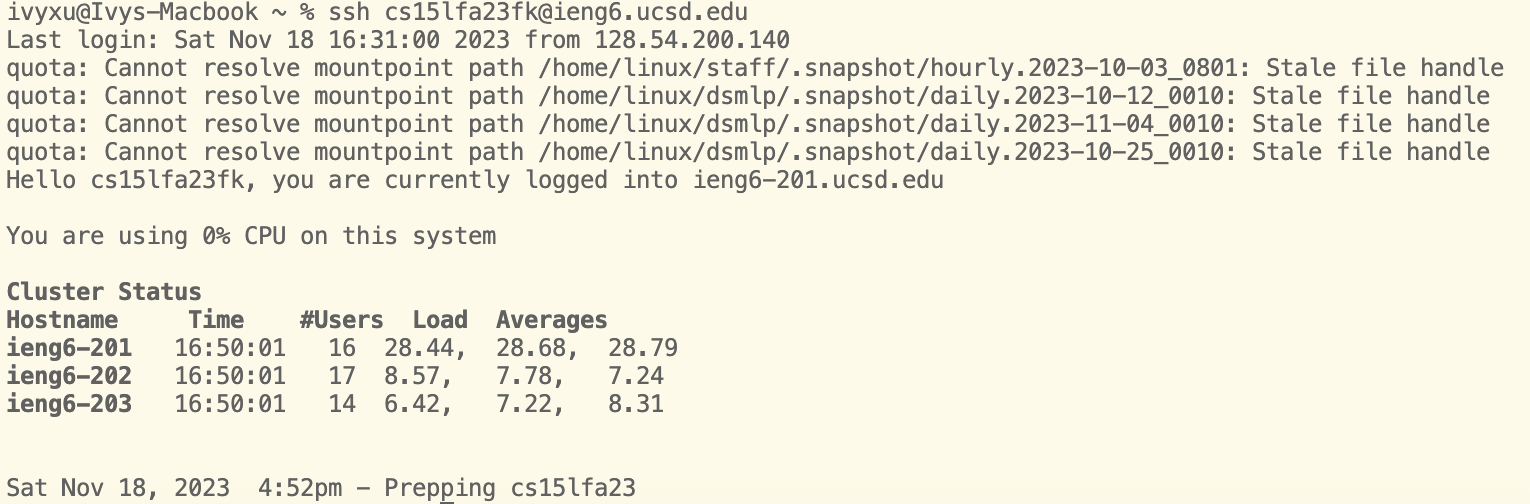 ivyxu@Ivys-Macbook ~ % ssh cs15lfa23fk@ieng6.ucsd.edu
Last login: Sat Nov 18 16:31:00 2023 from 128.54.200.140
quota: Cannot resolve mountpoint path /home/linux/staff/.snapshot/hourly.2023-10-03_0801: Stale file handle
quota: Cannot resolve mountpoint path /home/linux/dsmlp/.snapshot/daily.2023-10-12_0010: Stale file handle
quota: Cannot resolve mountpoint path /home/linux/dsmlp/.snapshot/daily.2023-11-04_0010: Stale file handle
quota: Cannot resolve mountpoint path /home/linux/dsmlp/.snapshot/daily.2023-10-25_0010: Stale file handle
Hello cs15lfa23fk, you are currently logged into ieng6-201.ucsd.edu
You are using 0% CPU on this system
Cluster Status
Hostname     Time    #Users  Load  Averages
ieng6-201   16:50:01   16  28.44,  28.68,  28.79
ieng6-202   16:50:01   17  8.57,   7.78,   7.24
ieng6-203   16:50:01   14  6.42,   7.22,   8.31
Sat Nov 18, 2023  4:52pm - Prepping cs15lfa23